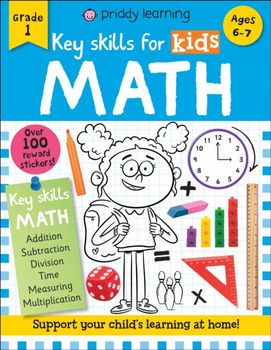 Grade
1
priddy learning
Ages
6-7
Key skills for kids
MATH
Over
100
reward
stickers!
Key skills
MATH
Addition
Subtraction
Division
Time
Measuring
Multiplication
Support your child's learning at home!